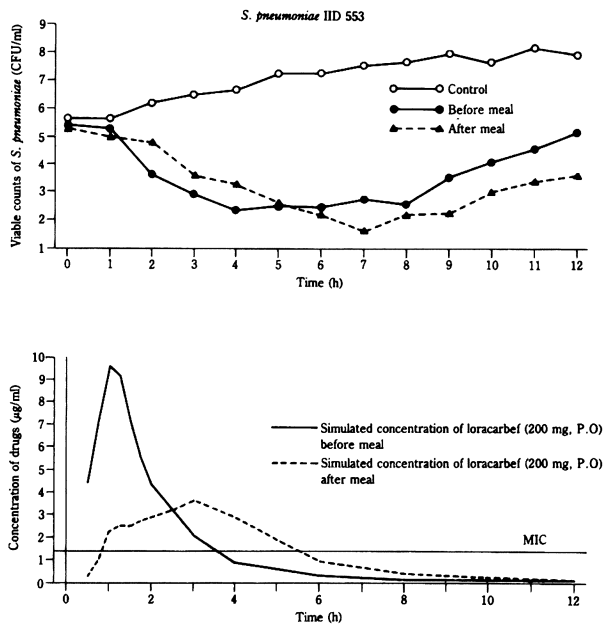 S. pneumoniae IID 553
Viable counts of S. pneumoniae (CFU/ml)
9
8
7
6
5
4
3
2
1
Control
Before meal
After meal
0 1 2 3 4 5 6 7 8 9 10 11 12
Time (h)
Concentration of drugs (µg/ml)
10
9
8
7
6
5
4
3
2
1
0
Simulated concentration of loracarbef (200 mg, P.O)
before meal
Simulated concentration of loracarbef (200 mg, P.O)
after meal
MIC
0 2 4 6 8 10 12
Time (h)